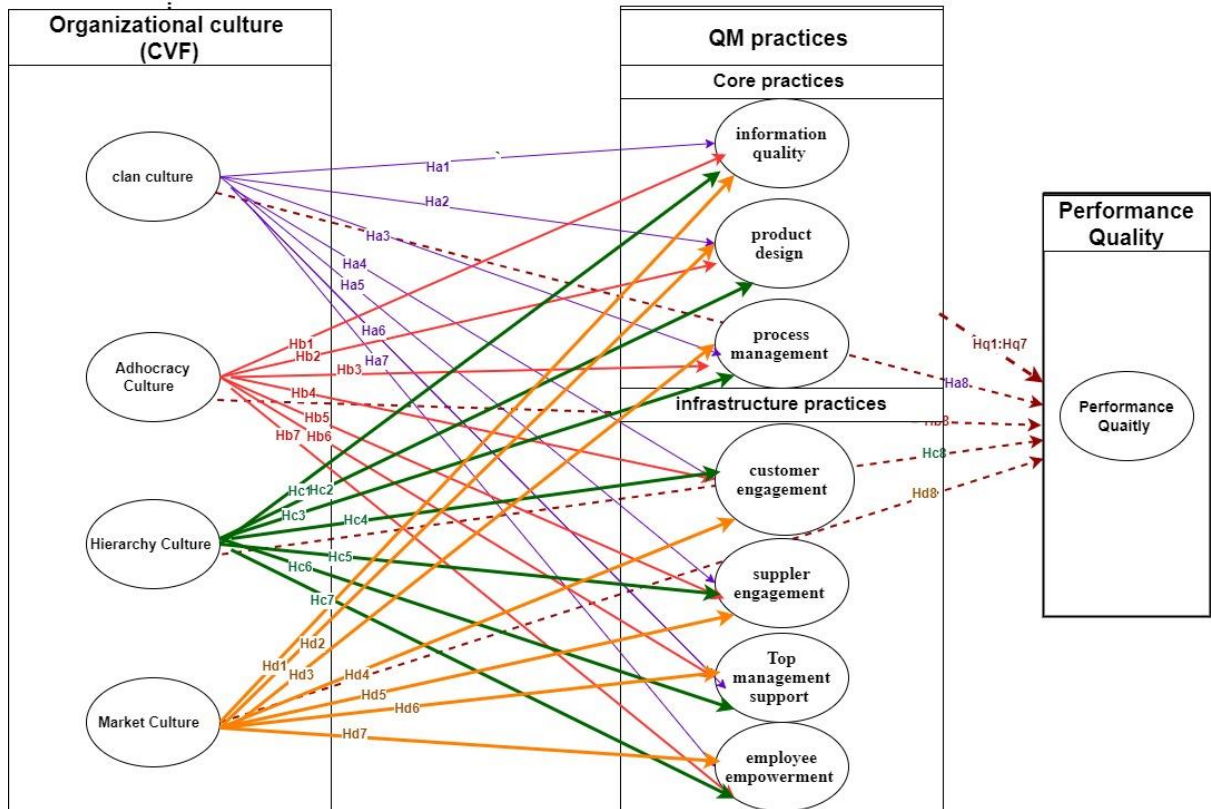 Organizational culture
(CVF)
clan culture
Adhocracy
Culture
Hierarchy Culture
Market Culture
Ha1
Ha2
Ha3
Ha4
Ha5
Ha6
Ha7
Hb1
Hb2
Hb3
Hb4
Hb5
Hb6
Hb7
Hc1
Hc2
Hc3
Hc4
Hc5
Hc6
Hc7
Hd1
Hd2
Hd3
Hd4
Hd5
Hd6
Hd7
QM practices
Core practices
information
quality
product
design
process
management
infrastructure practices
customer
engagement
suppler
engagement
Top
management
support
employee
empowerment
Hq1:Hq7
Ha8
Hb8
Hc8
Hd8
Performance
Quality
Performance
Quaitly